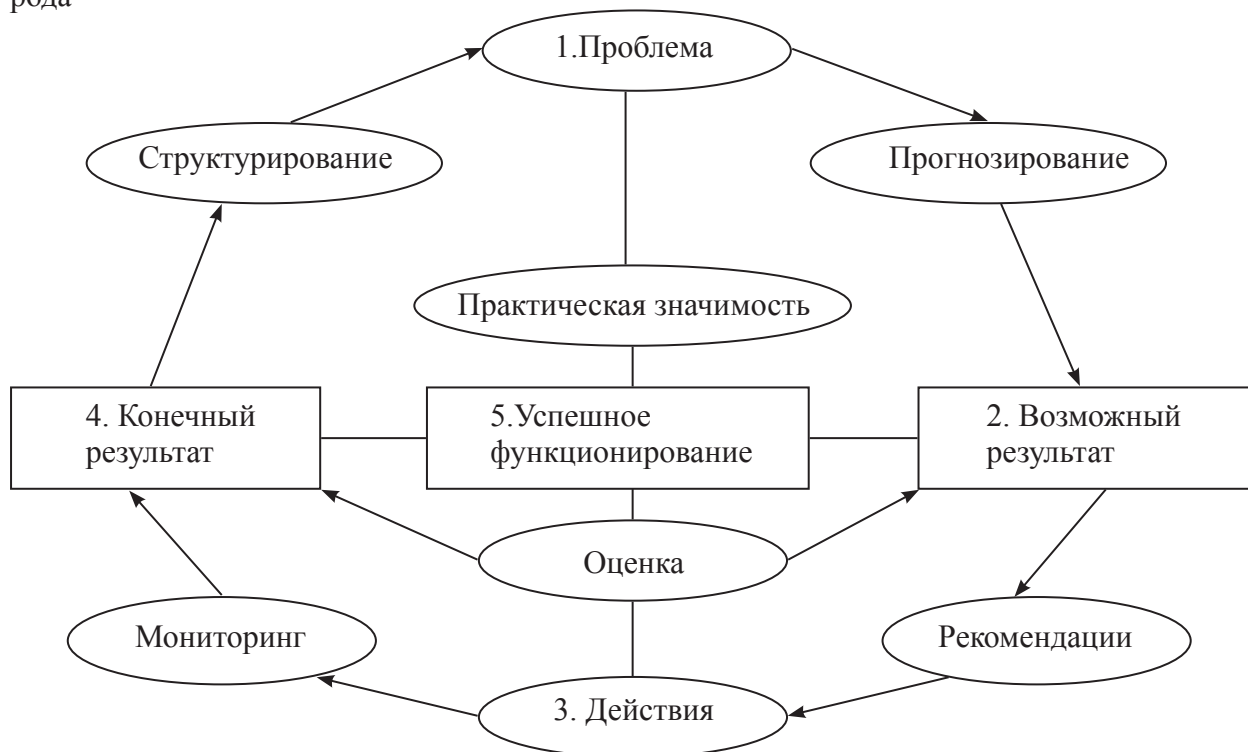 рода
1.Проблема
Структурирование
Прогнозирование
Практическая значимость
4. Конечный
результат
5.Успешное
функционирование
2. Возможный
результат
Оценка
Мониторинг
Рекомендации
3. Действия